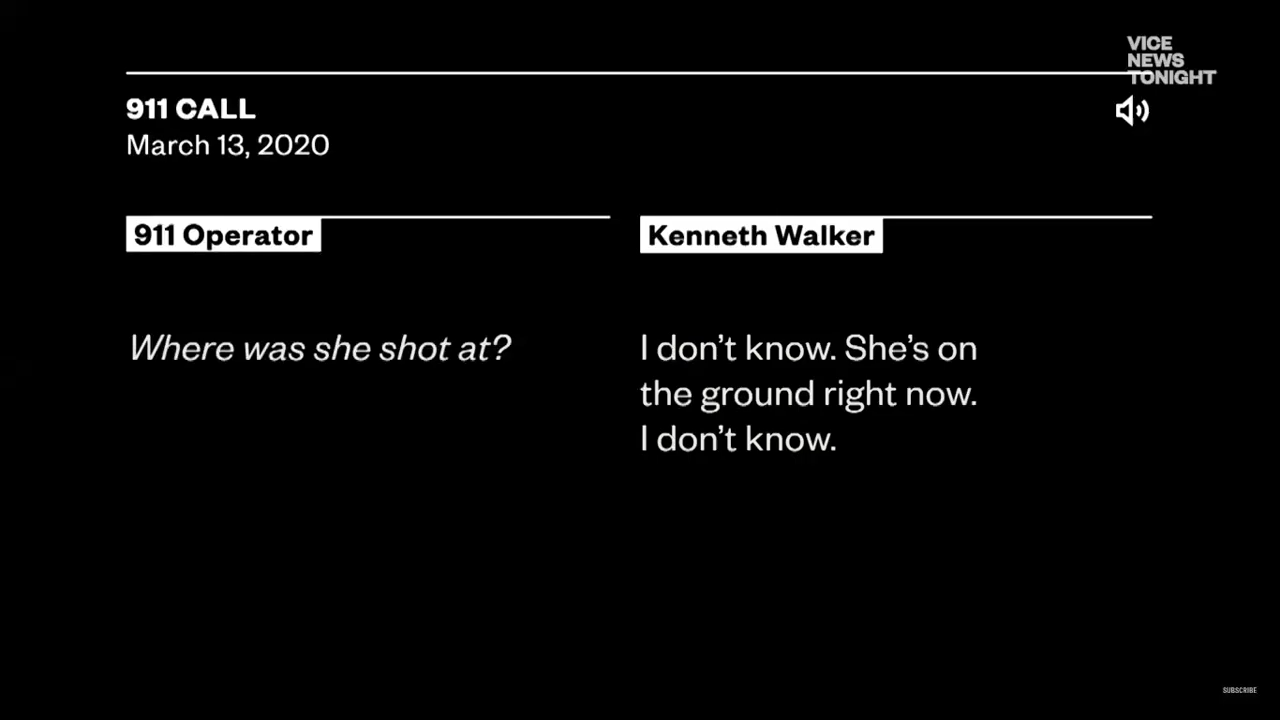 VICE
NEWS
TONIGHT
911 CALL
March 13, 2020
911 Operator
Kenneth Walker
Where was she shot at?
I don’t know. She’s on
the ground right now.
I don’t know.
SUBSCRIBE